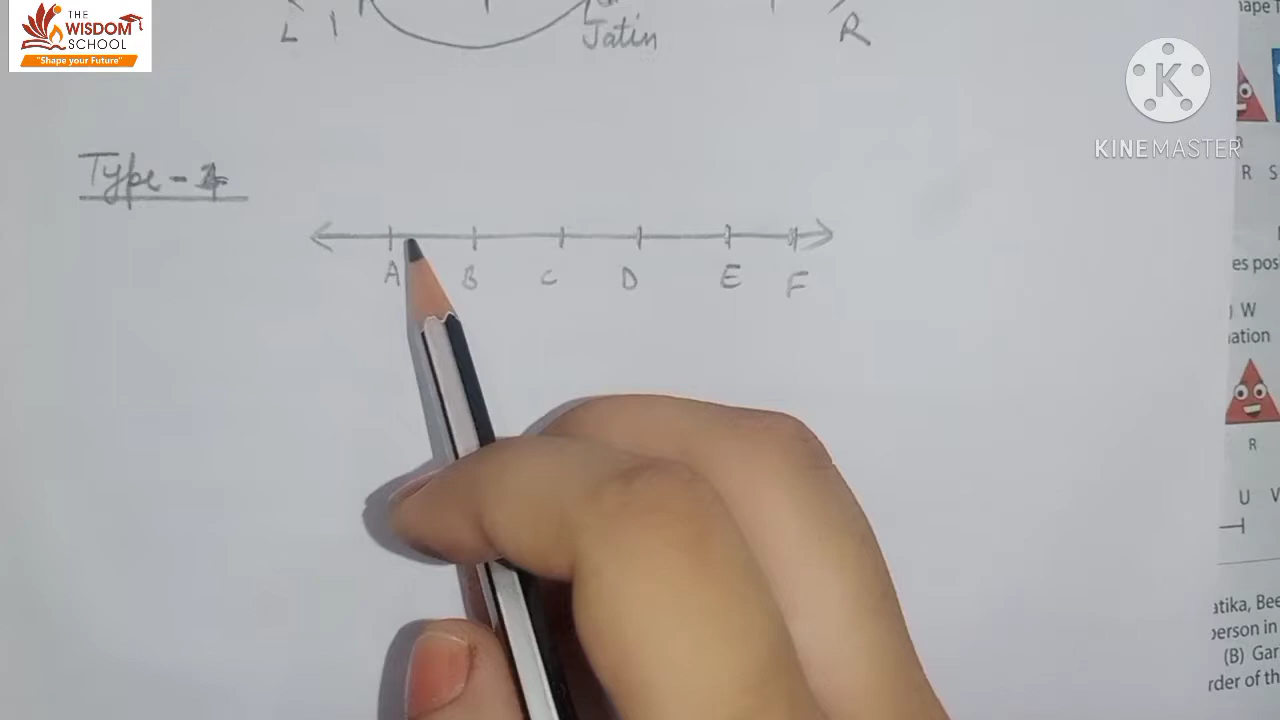 THE
WISDOM
SCHOOL
"Shape your Future"
L
Jatin
R
KINEMASTER
K
Type - 4
A B C D E F
R S
es pos
W
ation
R
U V
atika, Bee
person in
(B) Gar
rder of th